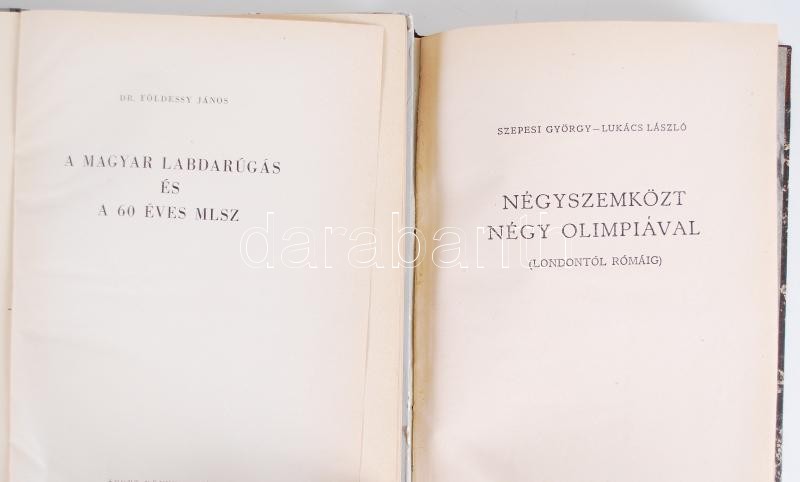 DR. FÖLDESSY JÁNOS
A MAGYAR LABDARÚGÁS
ÉS
A 60 ÉVES MLSZ
SZEPESI GYÖRGY—LUKÁCS LÁSZLÓ
NÉGYSZEMKÖZT
NÉGY OLIMPIÁVAL
(LONDONTÓL RÓMÁIG)
darabanth